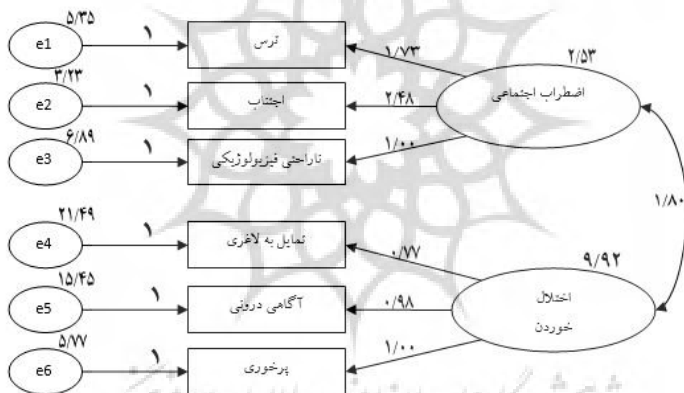 ۵/۳۵
e1
۱
ترس
۱/۷۳
۲/۵۳
اضطراب اجتماعی
۳/۲۳
e2
۱
اجتناب
۲/۴۸
۶/۸۹
e3
۱
ناراحتی فیزیولوژیکی
۱/۰۰
۱/۸۰
۲۱/۴۹
e4
۱
تمایل به لاغری
۰/۷۷
۹/۹۲
اختلال
خوردن
۱۵/۴۵
e5
۱
آگاهی درونی
۰/۹۸
۵/۷۷
e6
۱
پرخوری
۱/۰۰